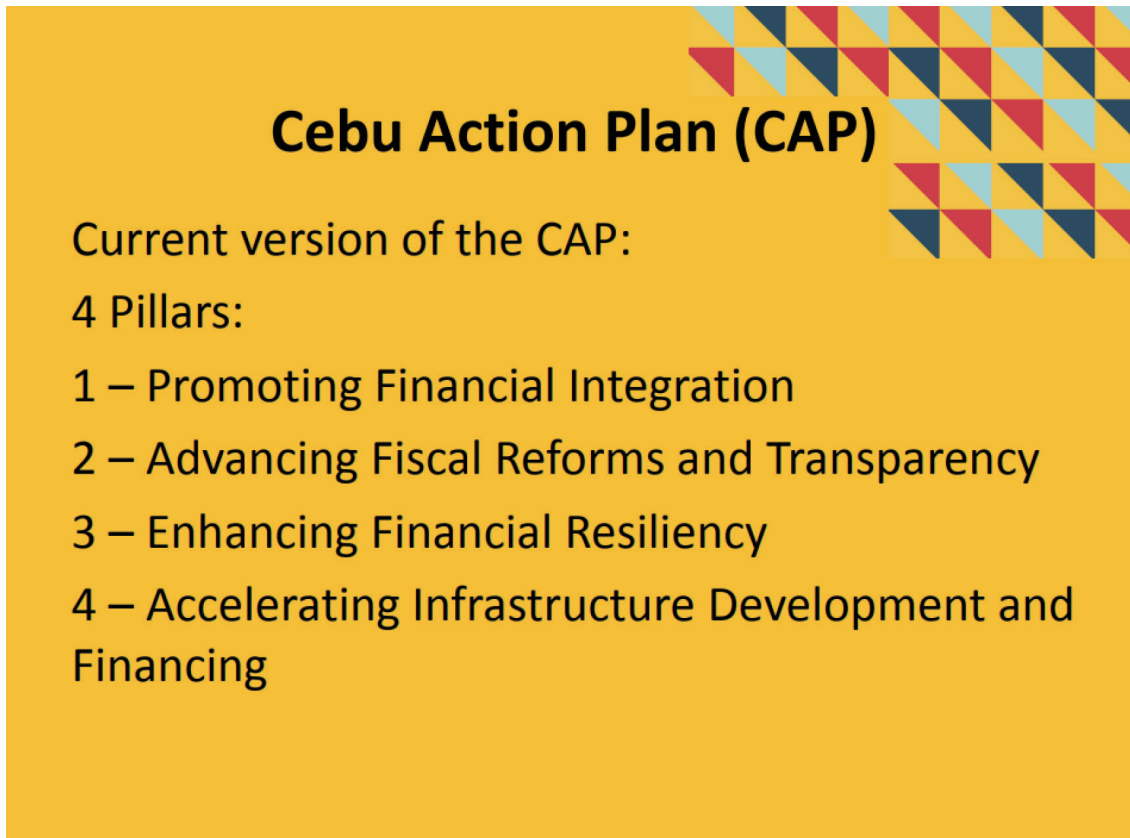 Cebu Action Plan (CAP)
Current version of the CAP:
4 Pillars:
1 – Promoting Financial Integration
2 – Advancing Fiscal Reforms and Transparency
3 – Enhancing Financial Resiliency
4 – Accelerating Infrastructure Development and
Financing